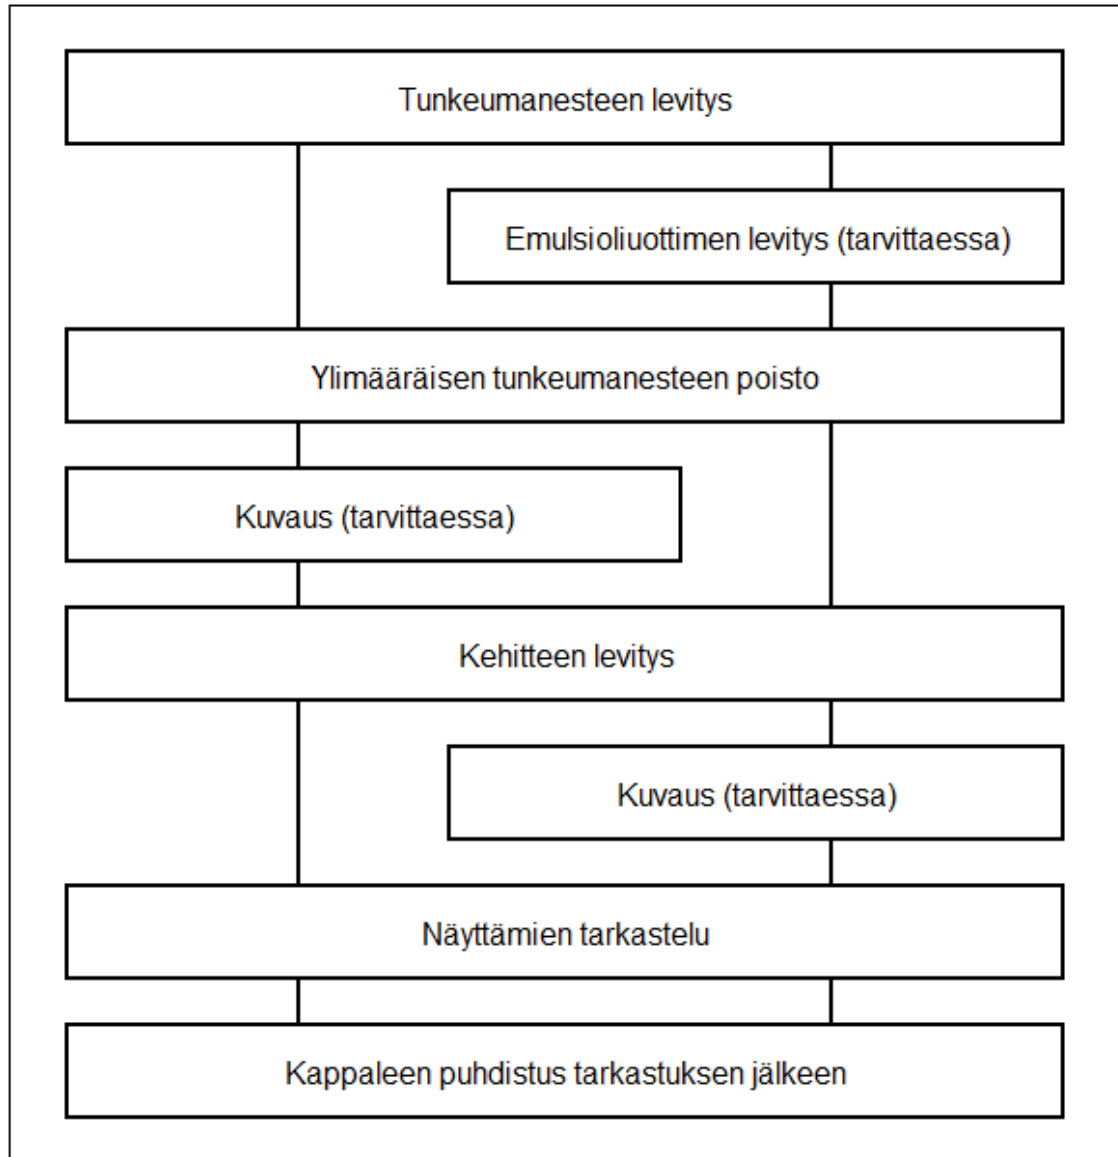 Tunkeumanesteen levitys
Emulsioliuottimen levitys (tarvittaessa)
Ylimääräisen tunkeumanesteen poisto
Kuvaus (tarvittaessa)
Kehitteen levitys
Kuvaus (tarvittaessa)
Näyttämien tarkastelu
Kappaleen puhdistus tarkastuksen jälkeen